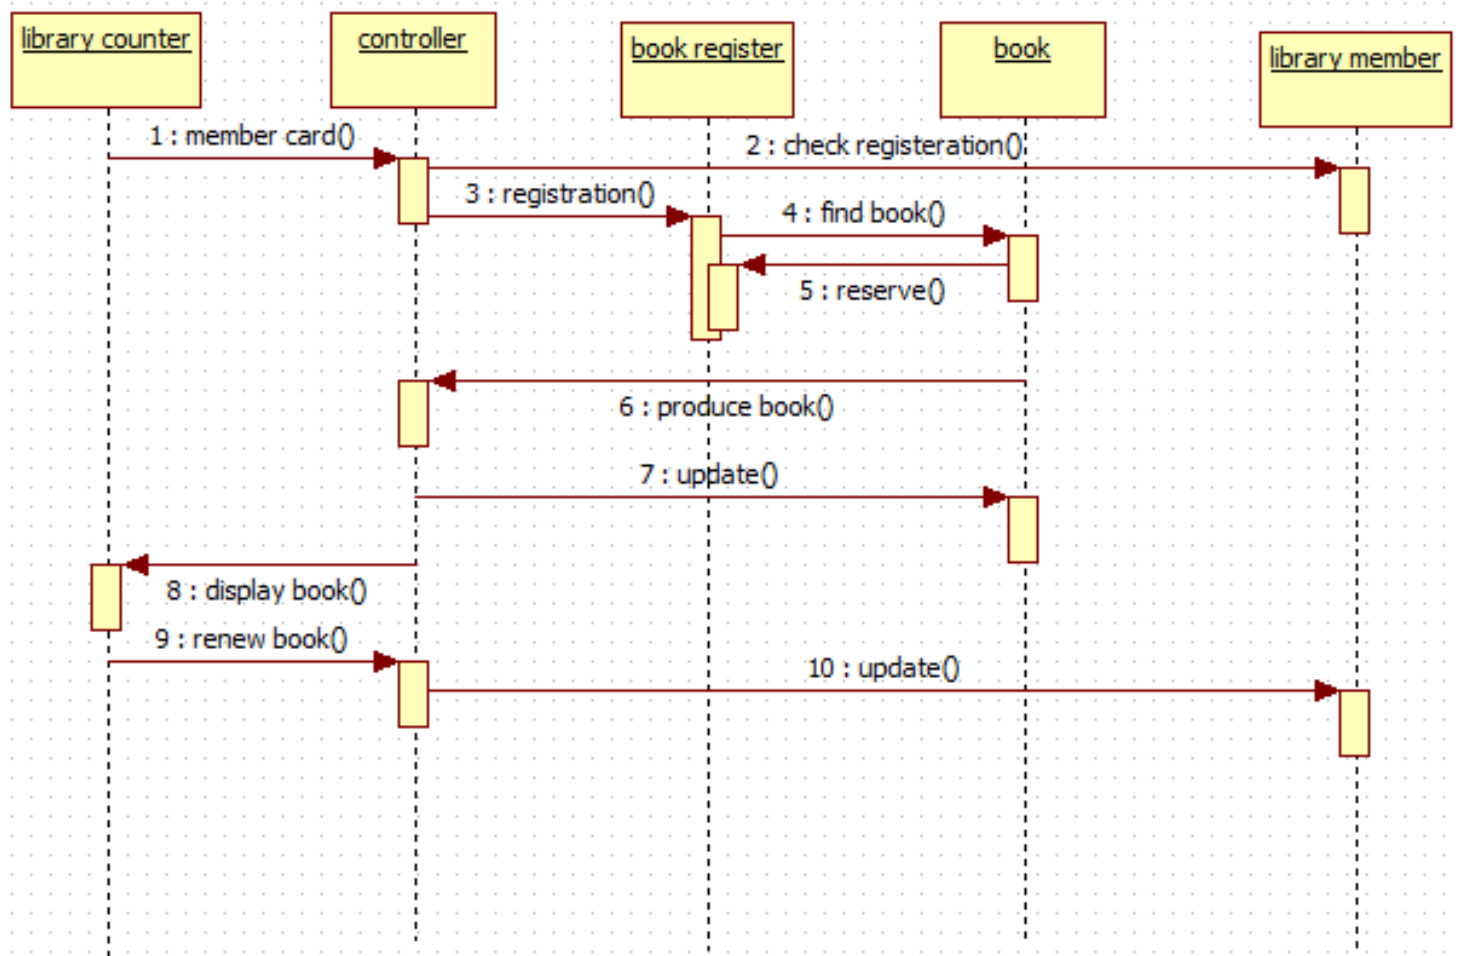 library counter
controller
book register
book
library member
1 : member card()
2 : check registeration()
3 : registration()
4 : find book()
5 : reserve()
6 : produce book()
7 : update()
8 : display book()
9 : renew book()
10 : update()